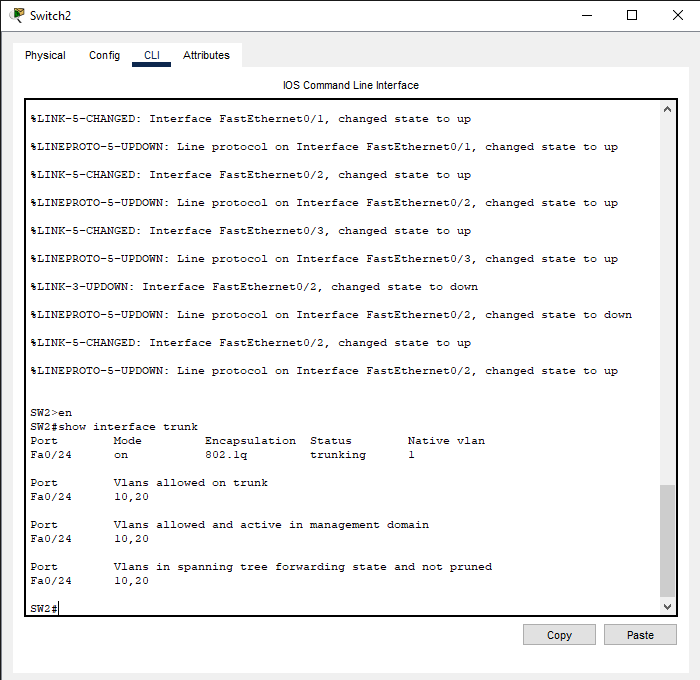 Switch2
Physical Config CLI Attributes
IOS Command Line Interface
%LINK-5-CHANGED: Interface FastEthernet0/1, changed state to up
%LINEPROTO-5-UPDOWN: Line protocol on Interface FastEthernet0/1, changed state to up
%LINK-5-CHANGED: Interface FastEthernet0/2, changed state to up
%LINEPROTO-5-UPDOWN: Line protocol on Interface FastEthernet0/2, changed state to up
%LINK-5-CHANGED: Interface FastEthernet0/3, changed state to up
%LINEPROTO-5-UPDOWN: Line protocol on Interface FastEthernet0/3, changed state to up
%LINK-3-UPDOWN: Interface FastEthernet0/2, changed state to down
%LINEPROTO-5-UPDOWN: Line protocol on Interface FastEthernet0/2, changed state to down
%LINK-5-CHANGED: Interface FastEthernet0/2, changed state to up
%LINEPROTO-5-UPDOWN: Line protocol on Interface FastEthernet0/2, changed state to up
SW2>en
SW2#show interface trunk
Port Mode Encapsulation Status Native vlan
Fa0/24 on 802.1q trunking 1
Port Vlans allowed on trunk
Fa0/24 10,20
Port Vlans allowed and active in management domain
Fa0/24 10,20
Port Vlans in spanning tree forwarding state and not pruned
Fa0/24 10,20
SW2#
Copy Paste